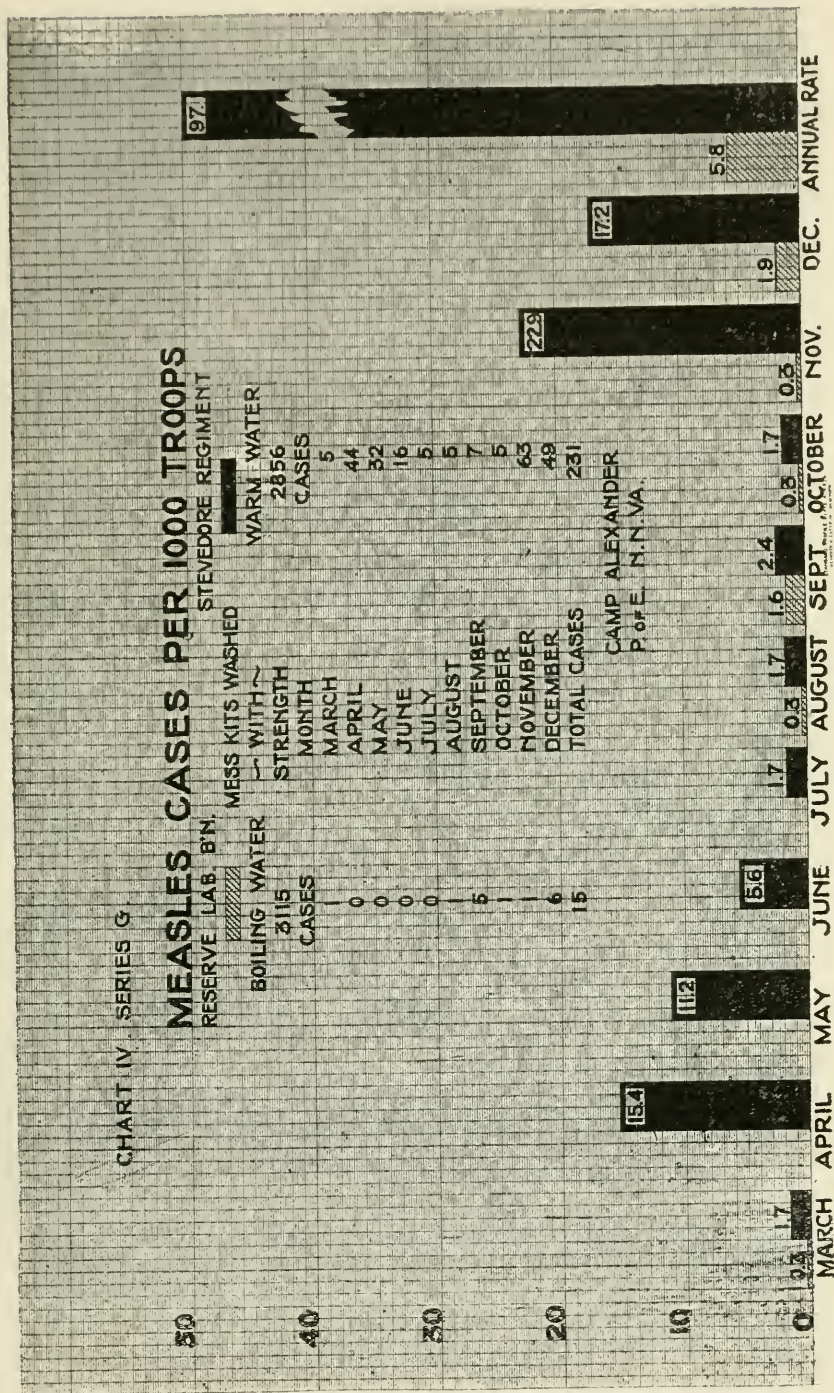 CHART IV. SERIES G.
MEASLES CASES PER 1000 TROOPS
RESERVE LAB. B'N. STEVEDORE REGIMENT
MESS KITS WASHED
BOILING WATER ~WITH~ WARM WATER
3115 STRENGTH 2856
CASES MONTH CASES
1 MARCH 5
0 APRIL 44
0 MAY 32
0 JUNE 16
0 JULY 5
1 AUGUST 5
5 SEPTEMBER 7
1 OCTOBER 5
1 NOVEMBER 63
6 DECEMBER 49
15 TOTAL CASES 231
CAMP ALEXANDER
P. OF E. N.N. VA.
50
40
30
20
10
0
0.3 1.7
15.4
11.2
5.6
1.7
0.3 1.7
1.6 2.4
0.3 1.7
0.3 22.9
1.9 17.2
5.8 97.1
MARCH APRIL MAY JUNE JULY AUGUST SEPT. OCTOBER NOV. DEC. ANNUAL RATE